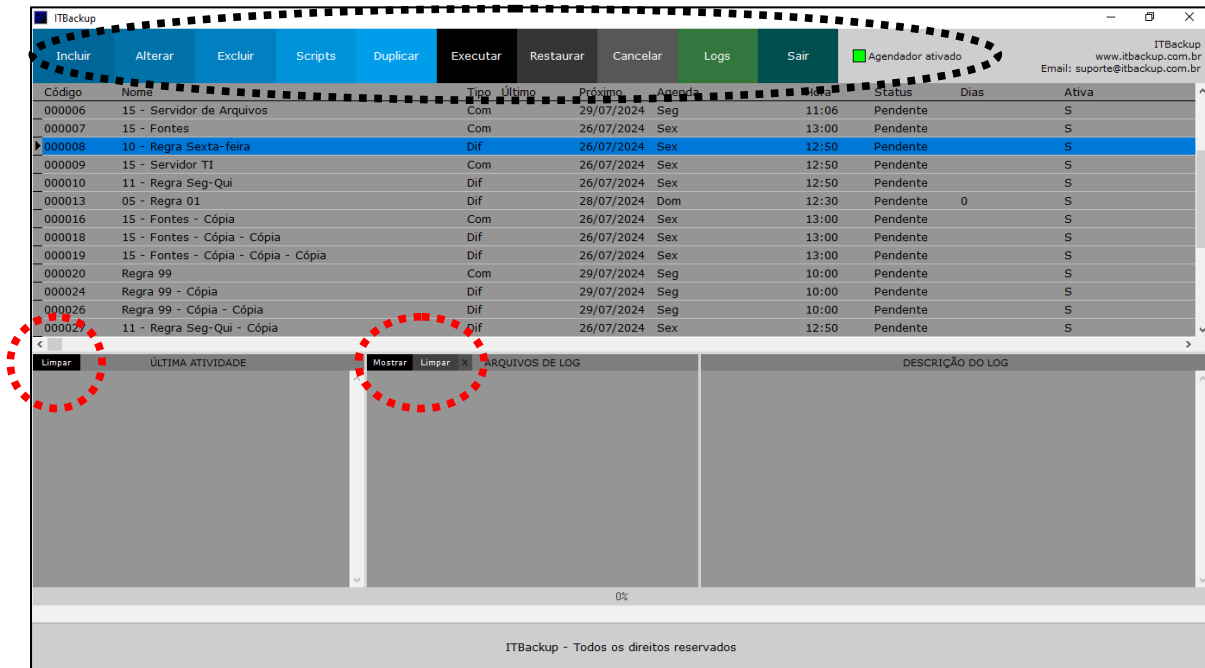 ITBackup
Incluir Alterar Excluir Scripts Duplicar Executar Restaurar Cancelar Logs Sair Agendador ativado
ITBackup
www.itbackup.com.br
Email: suporte@itbackup.com.br
Código Nome Tipo Último Próximo Agenda Hora Status Dias Ativa
000006 15 - Servidor de Arquivos Com 29/07/2024 Seg 11:06 Pendente S
000007 15 - Fontes Com 26/07/2024 Sex 13:00 Pendente S
000008 10 - Regra Sexta-feira Dif 26/07/2024 Sex 12:50 Pendente S
000009 15 - Servidor TI Com 26/07/2024 Sex 12:50 Pendente S
000010 11 - Regra Seg-Qui Dif 26/07/2024 Sex 12:50 Pendente S
000013 05 - Regra 01 Dif 28/07/2024 Dom 12:30 Pendente 0 S
000016 15 - Fontes - Cópia Com 26/07/2024 Sex 13:00 Pendente S
000018 15 - Fontes - Cópia - Cópia Dif 26/07/2024 Sex 13:00 Pendente S
000019 15 - Fontes - Cópia - Cópia - Cópia Dif 26/07/2024 Sex 13:00 Pendente S
000020 Regra 99 Com 29/07/2024 Seg 10:00 Pendente S
000024 Regra 99 - Cópia Dif 29/07/2024 Seg 10:00 Pendente S
000026 Regra 99 - Cópia - Cópia Dif 29/07/2024 Seg 10:00 Pendente S
000027 11 - Regra Seg-Qui - Cópia Dif 26/07/2024 Sex 12:50 Pendente S
Limpar ÚLTIMA ATIVIDADE Mostrar Limpar X ARQUIVOS DE LOG DESCRIÇÃO DO LOG
0%
ITBackup - Todos os direitos reservados